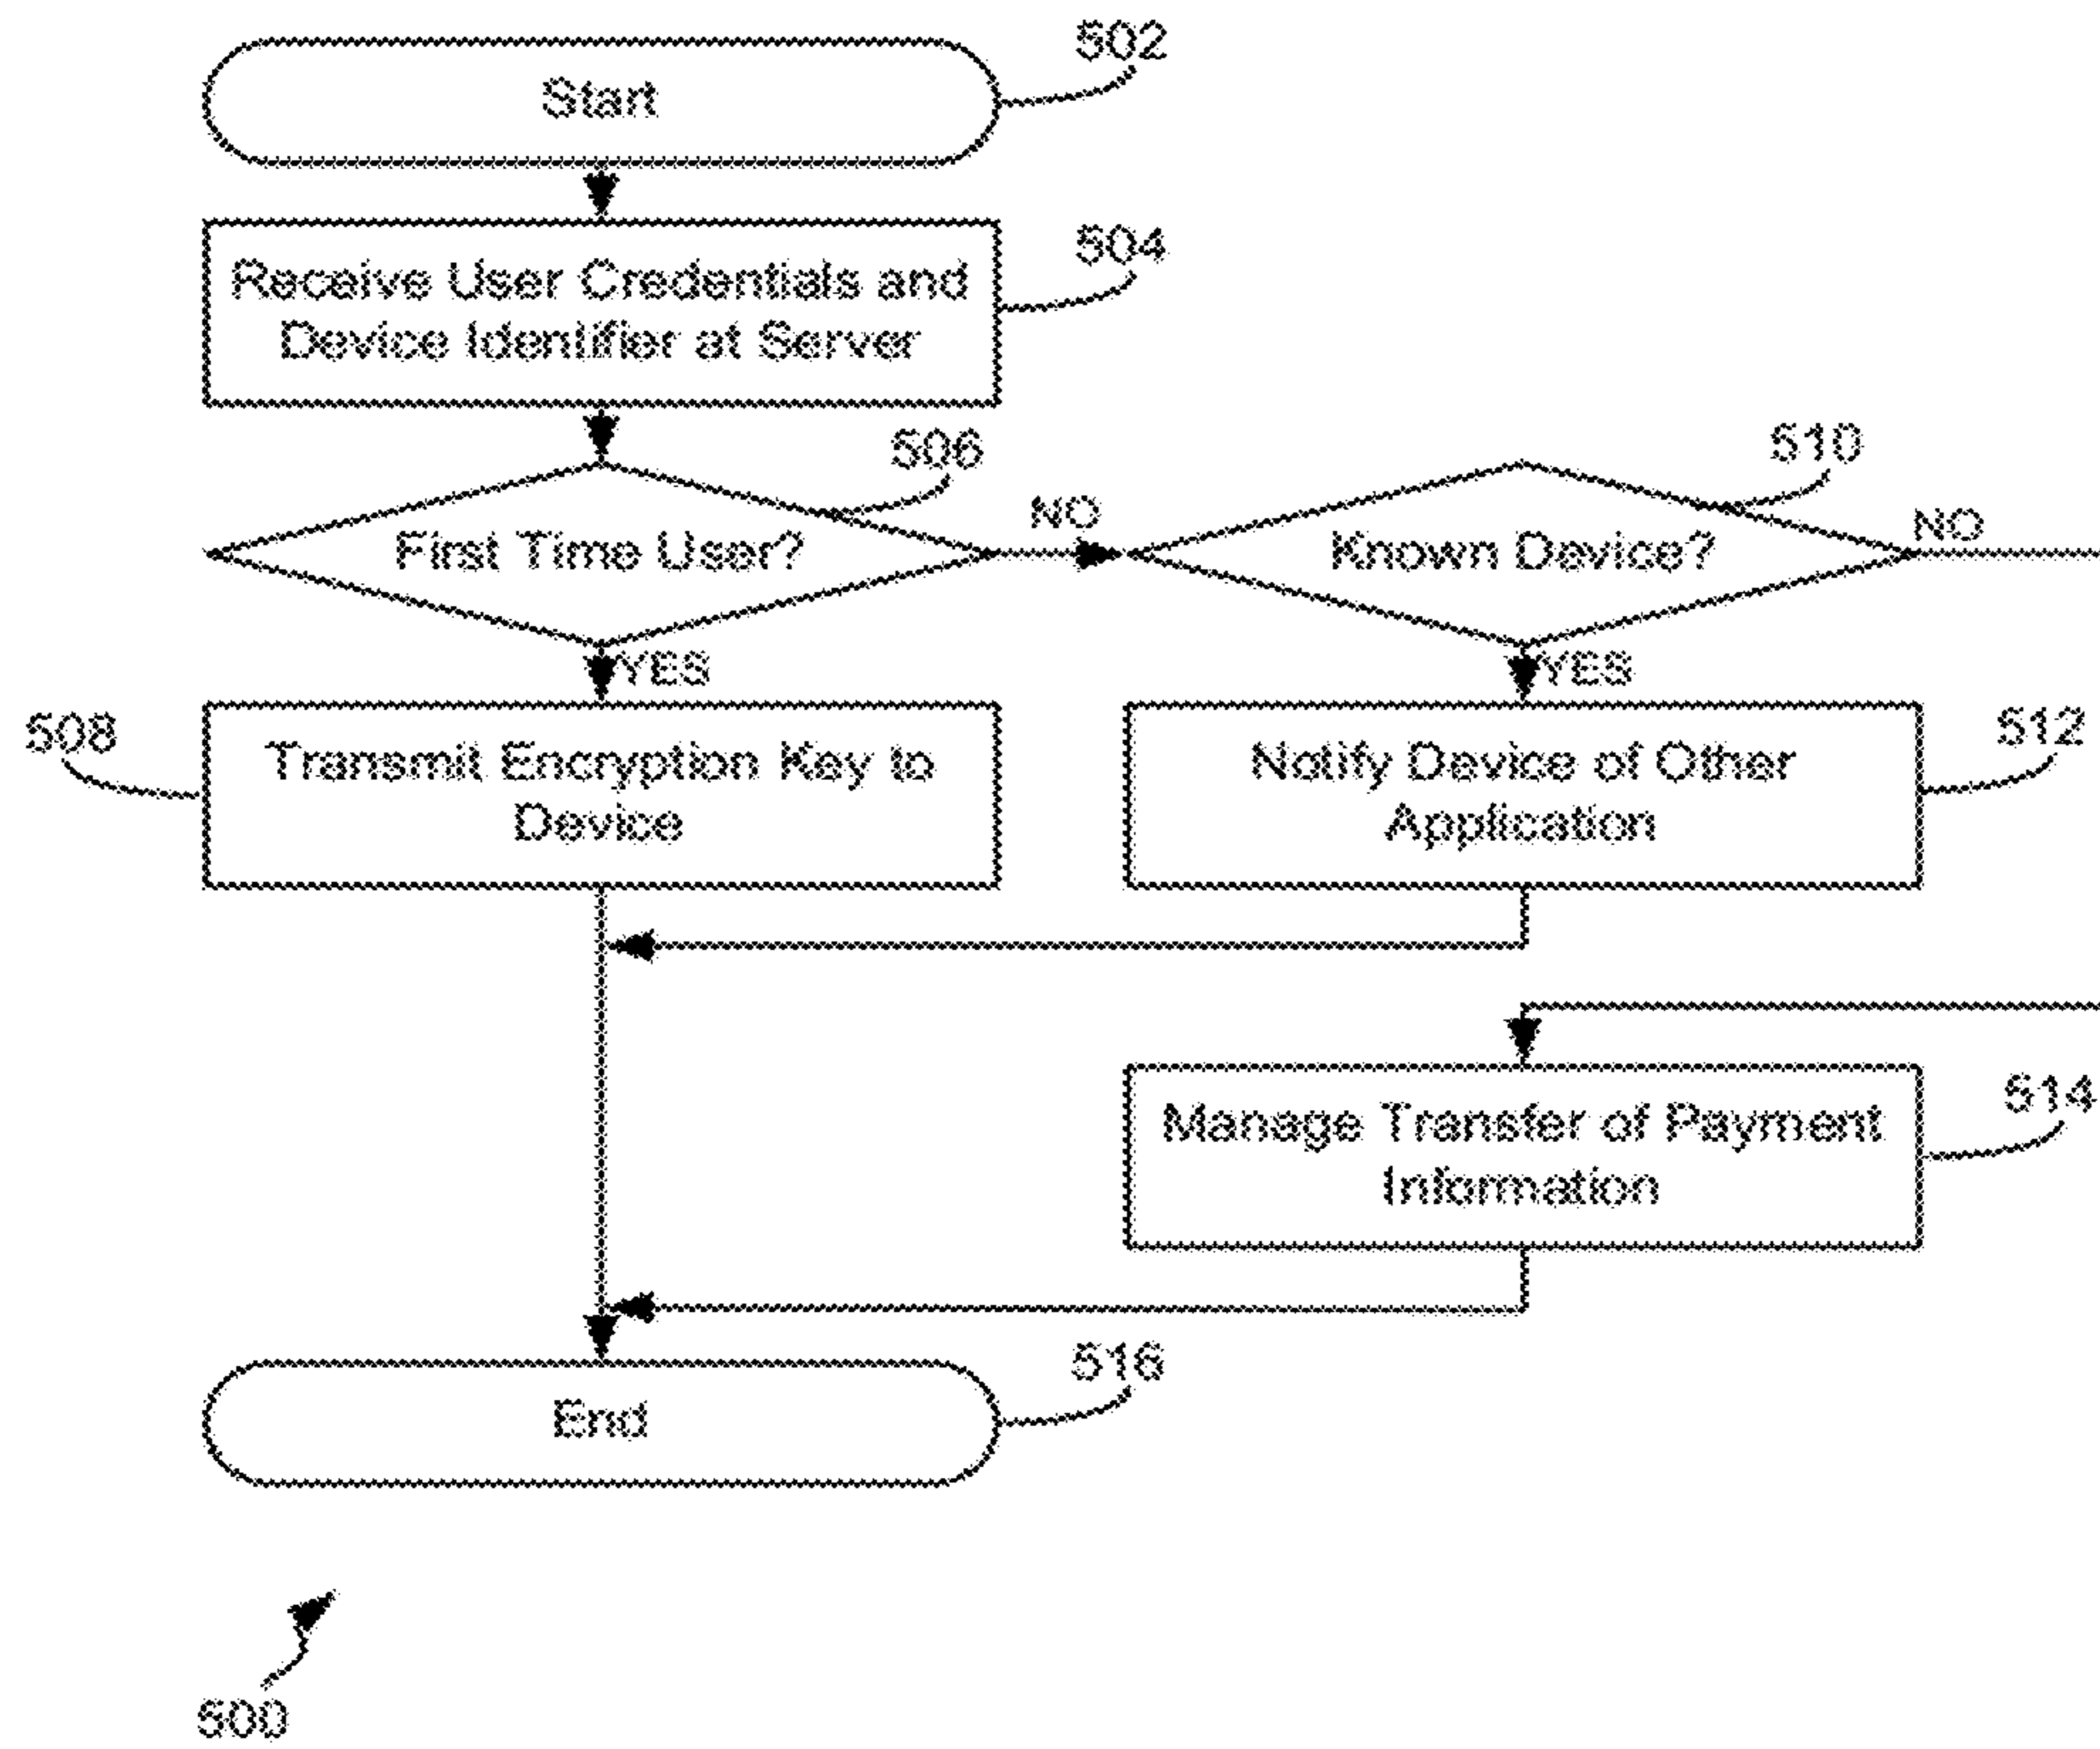 502
Start
504
Receive User Credentials and
Device Identifier at Server
506
510
First Time User?
NO
Known Device?
NO
YES
YES
508
Transmit Encryption Key to
Device
Notify Device of Other
Application
512
Manage Transfer of Payment
Information
514
516
End
500